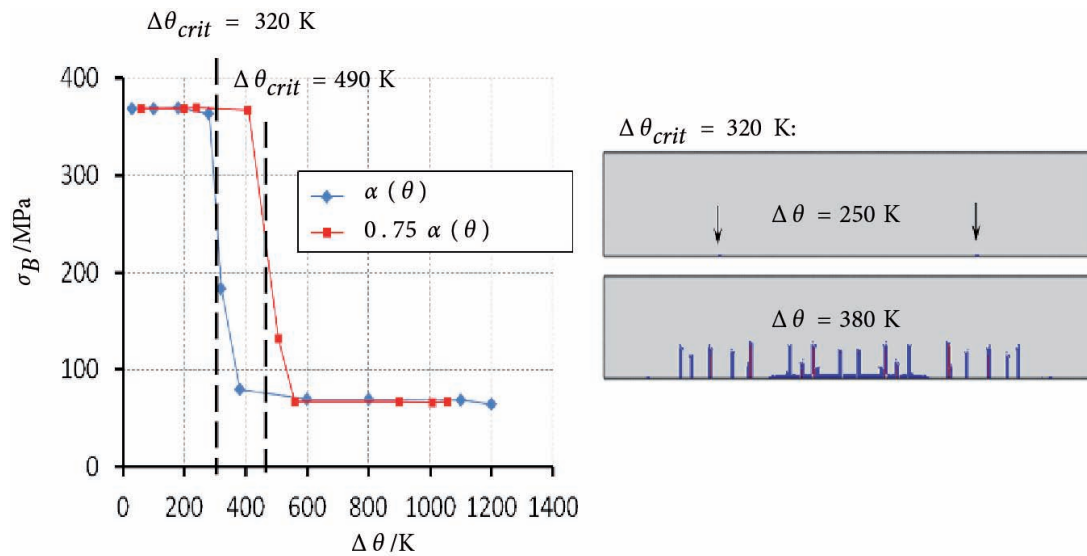 Δθcrit = 320 K
Δθcrit = 490 K
400
300
200
100
0
σB/MPa
α (θ)
0.75 α (θ)
0 200 400 600 800 1000 1200 1400
Δθ/K
Δθcrit = 320 K:
Δθ = 250 K
Δθ = 380 K